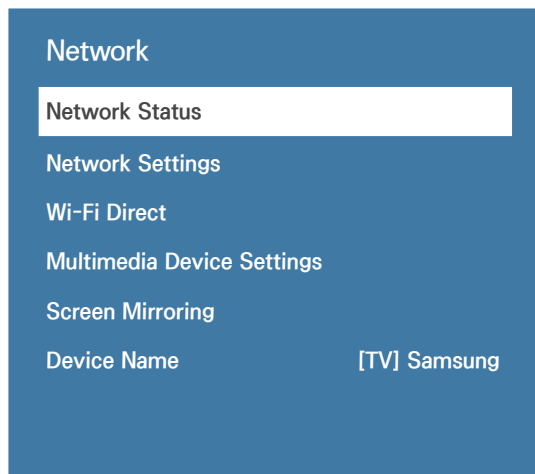 Network
Network Status
Network Settings
Wi-Fi Direct
Multimedia Device Settings
Screen Mirroring
Device Name [TV] Samsung